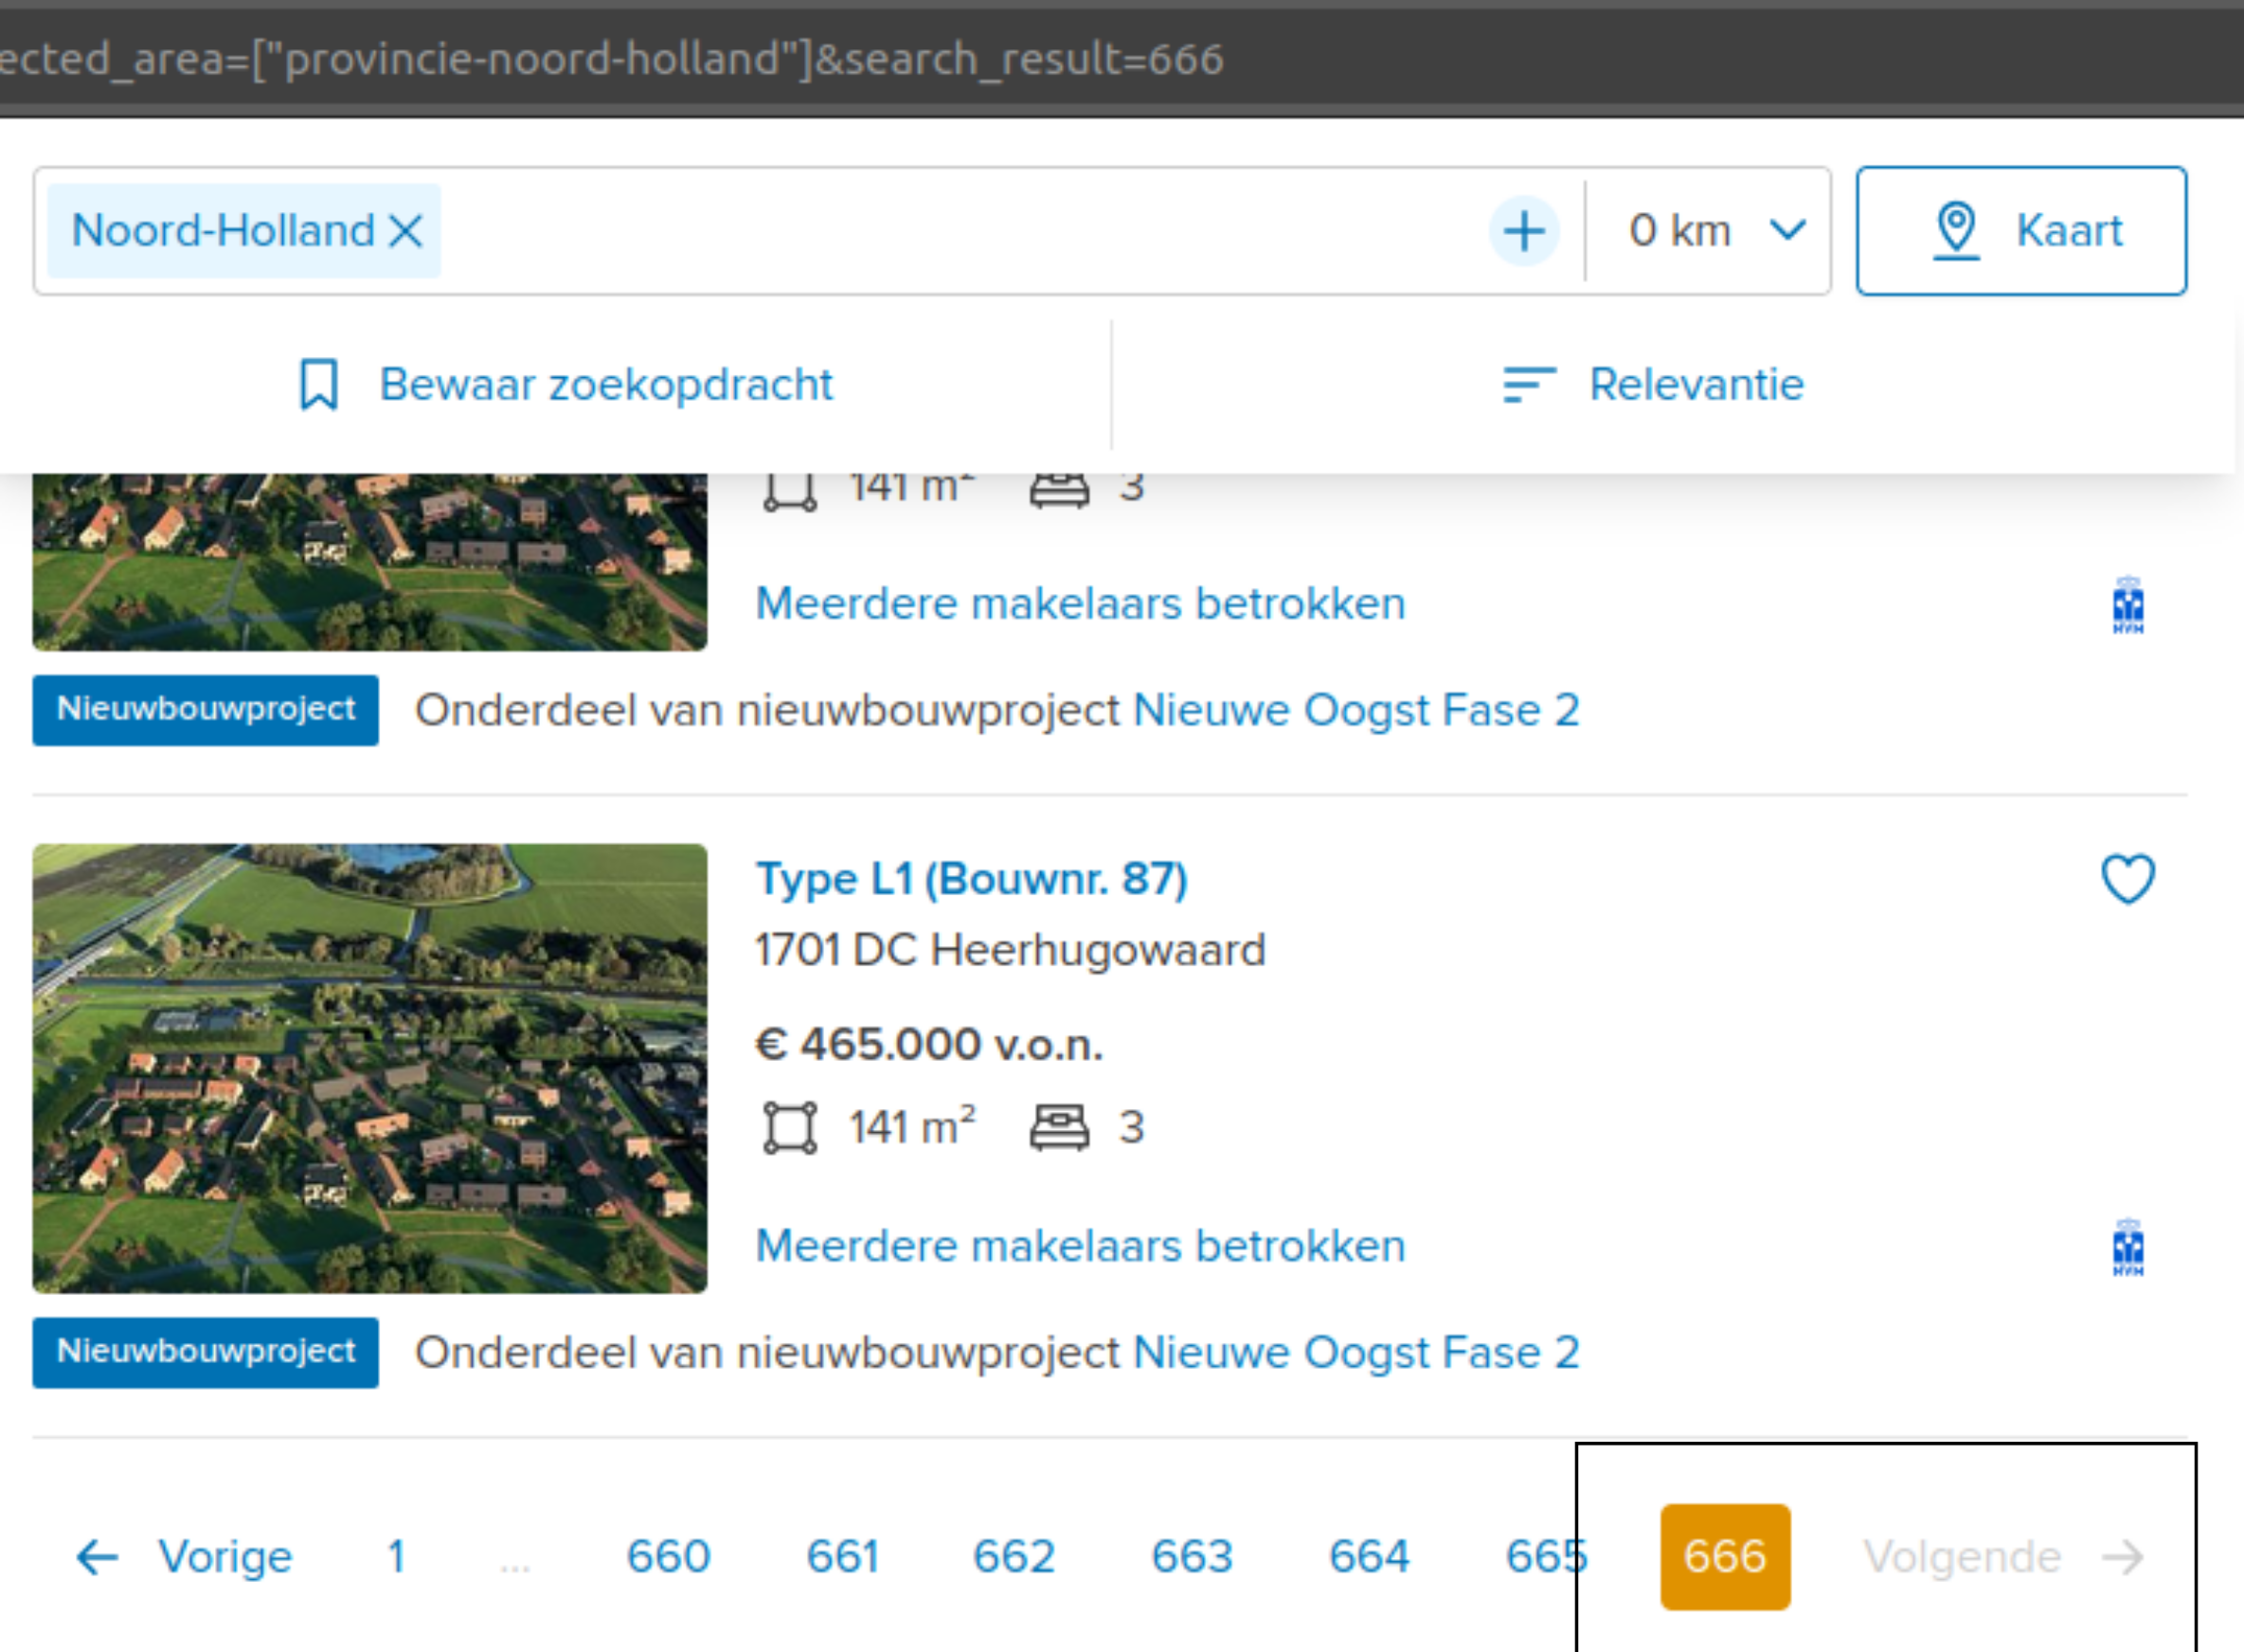 ected_area=["provincie-noord-holland"]&search_result=666
Noord-Holland
0 km
Kaart
Bewaar zoekopdracht
Relevantie
141 m² 3
Meerdere makelaars betrokken
NVM
Nieuwbouwproject Onderdeel van nieuwbouwproject Nieuwe Oogst Fase 2
Type L1 (Bouwnr. 87)
1701 DC Heerhugowaard
€ 465.000 v.o.n.
141 m² 3
Meerdere makelaars betrokken
NVM
Nieuwbouwproject Onderdeel van nieuwbouwproject Nieuwe Oogst Fase 2
← Vorige 1 ... 660 661 662 663 664 665 666 Volgende →